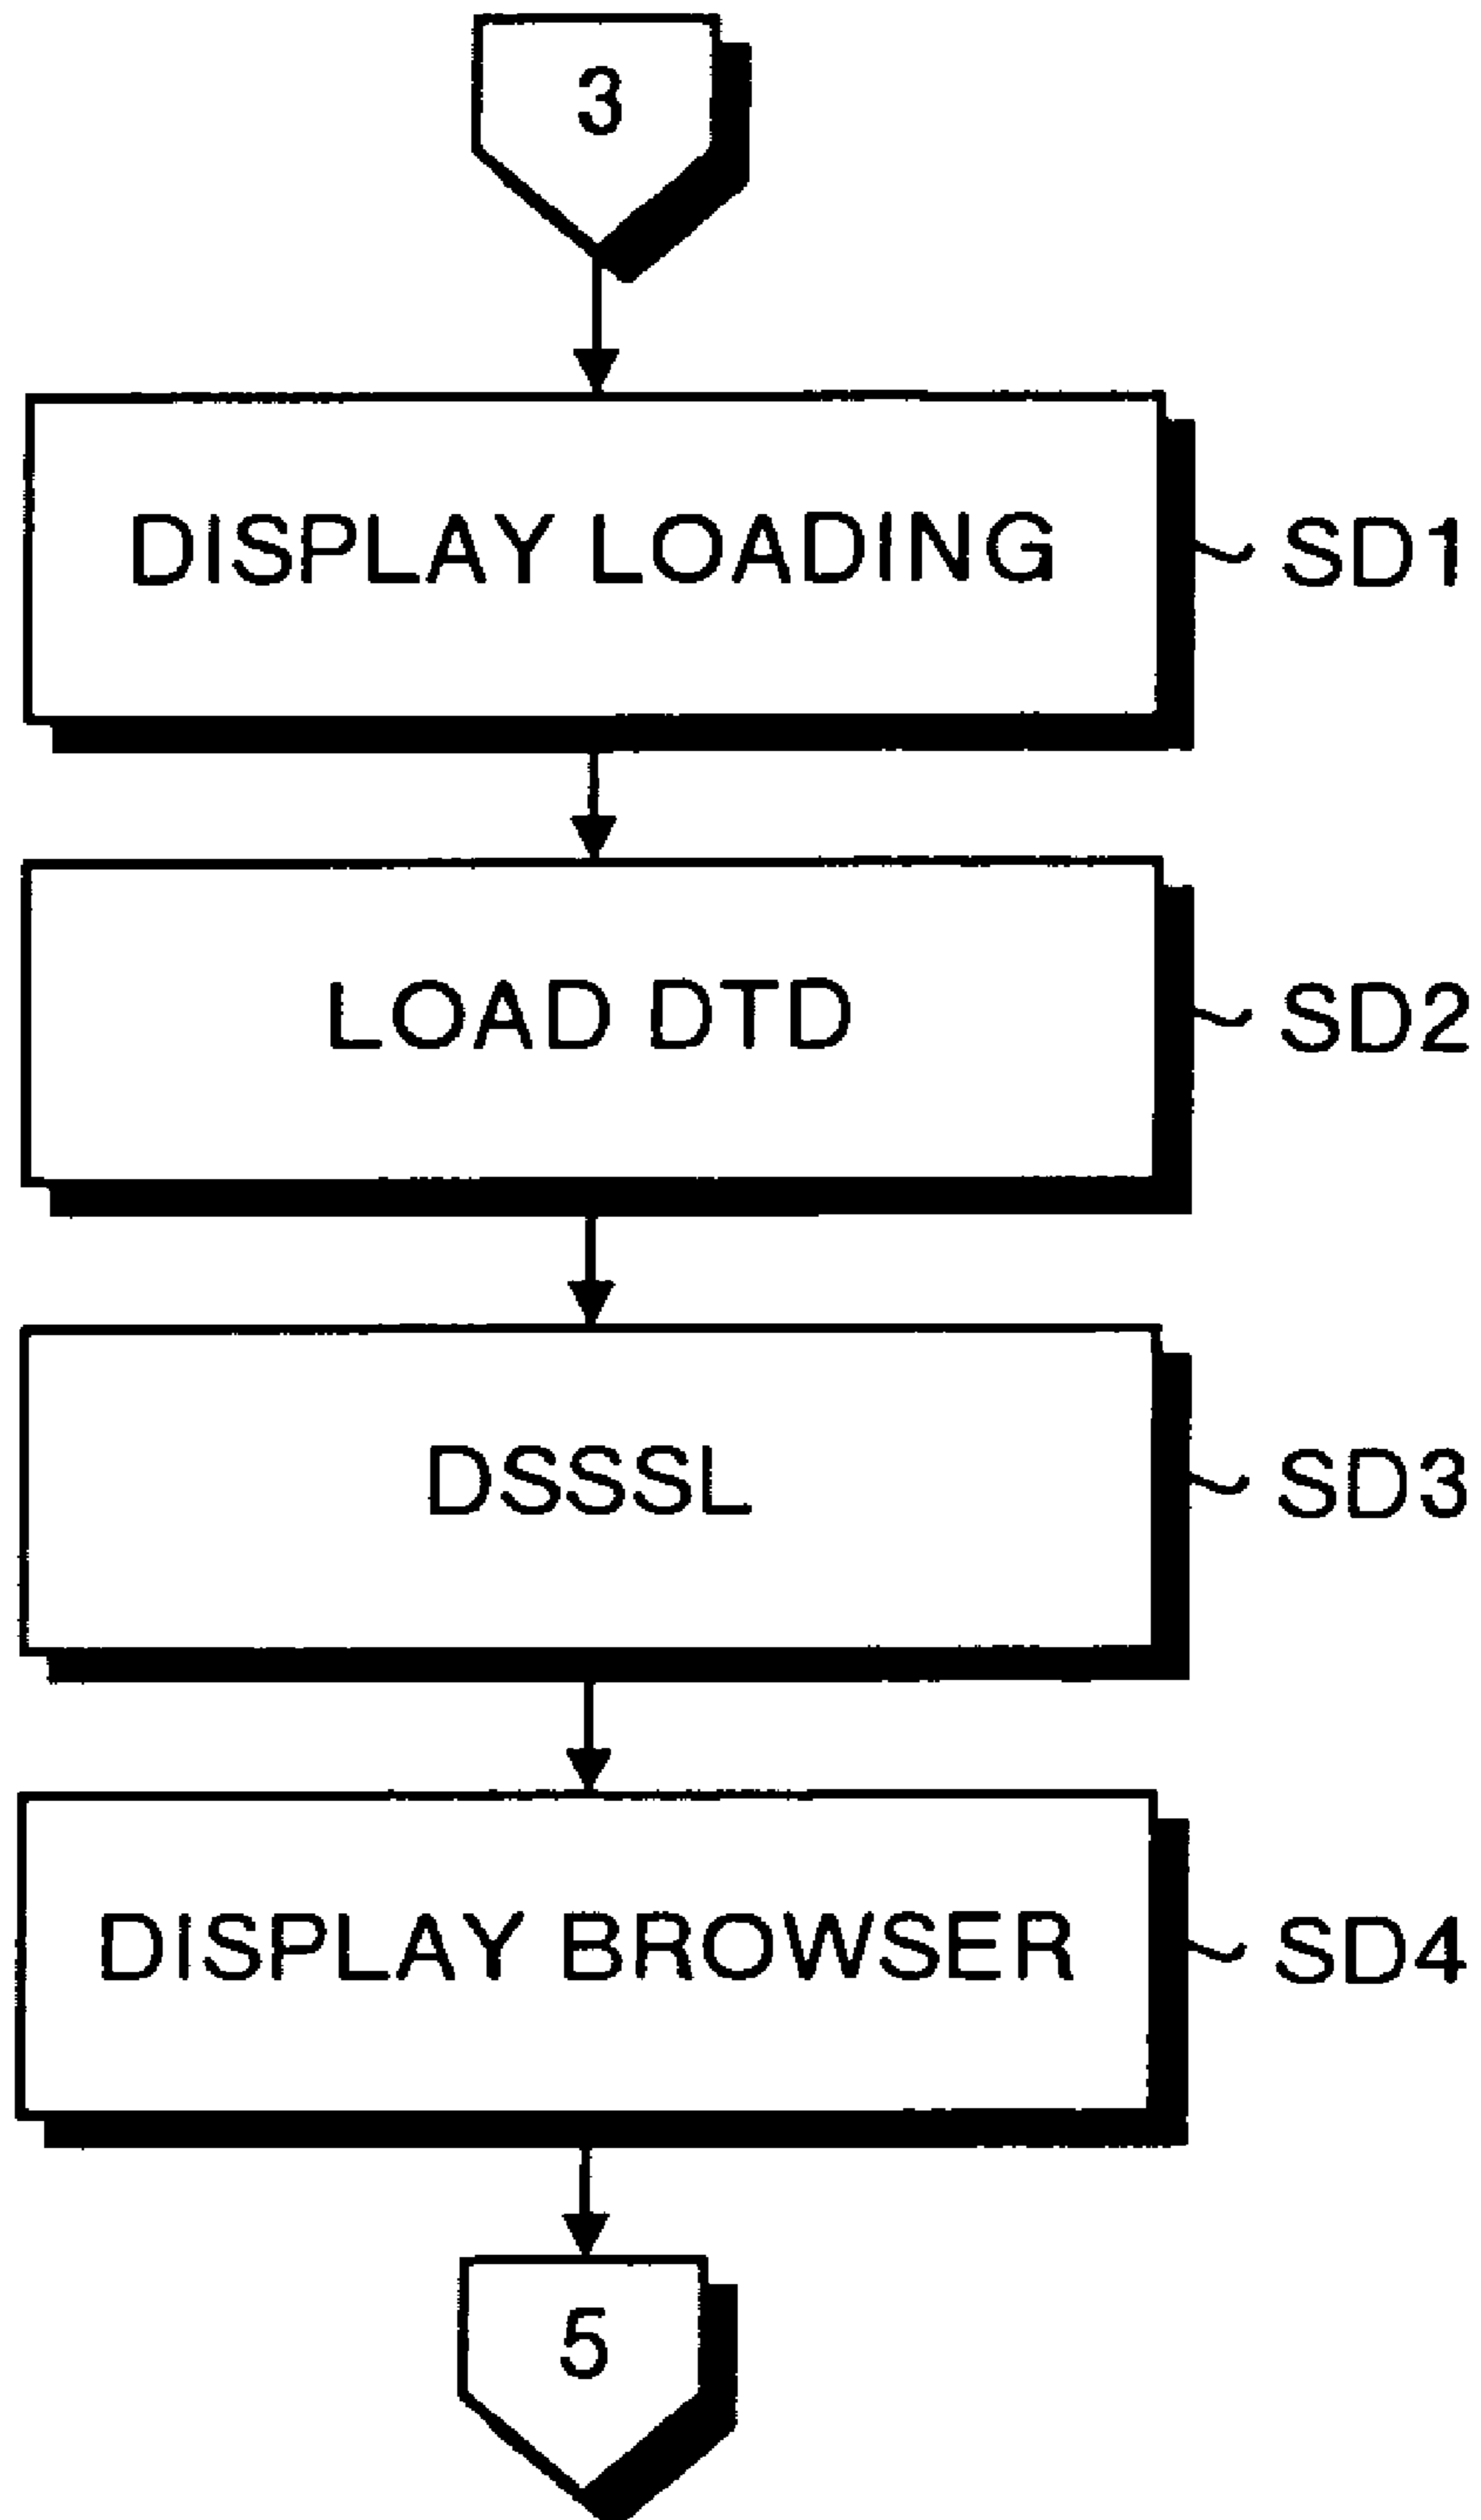 3
DISPLAY LOADING
SD1
LOAD DTD
SD2
DSSSL
SD3
DISPLAY BROWSER
SD4
5